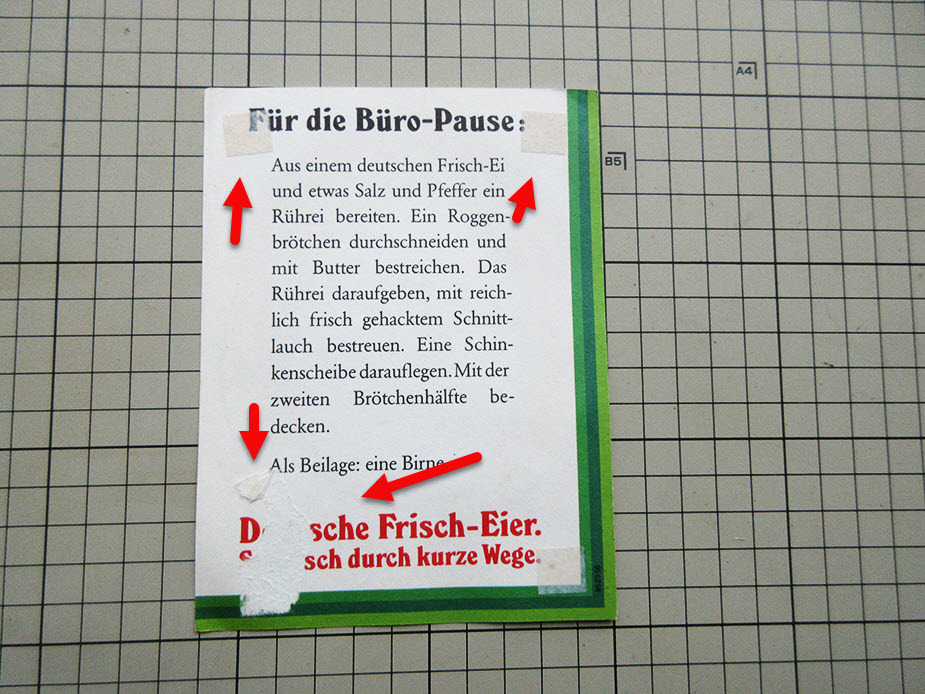 Für die Büro-Pause:
Aus einem deutschen Frisch-Ei
und etwas Salz und Pfeffer ein
Rührei bereiten. Ein Roggen-
brötchen durchschneiden und
mit Butter bestreichen. Das
Rührei daraufgeben, mit reich-
lich frisch gehacktem Schnitt-
lauch bestreuen. Eine Schin-
kenscheibe darauflegen. Mit der
zweiten Brötchenhälfte be-
decken.
Als Beilage: eine Birne
sche Frisch-Eier.
sch durch kurze Wege.
A4
B5